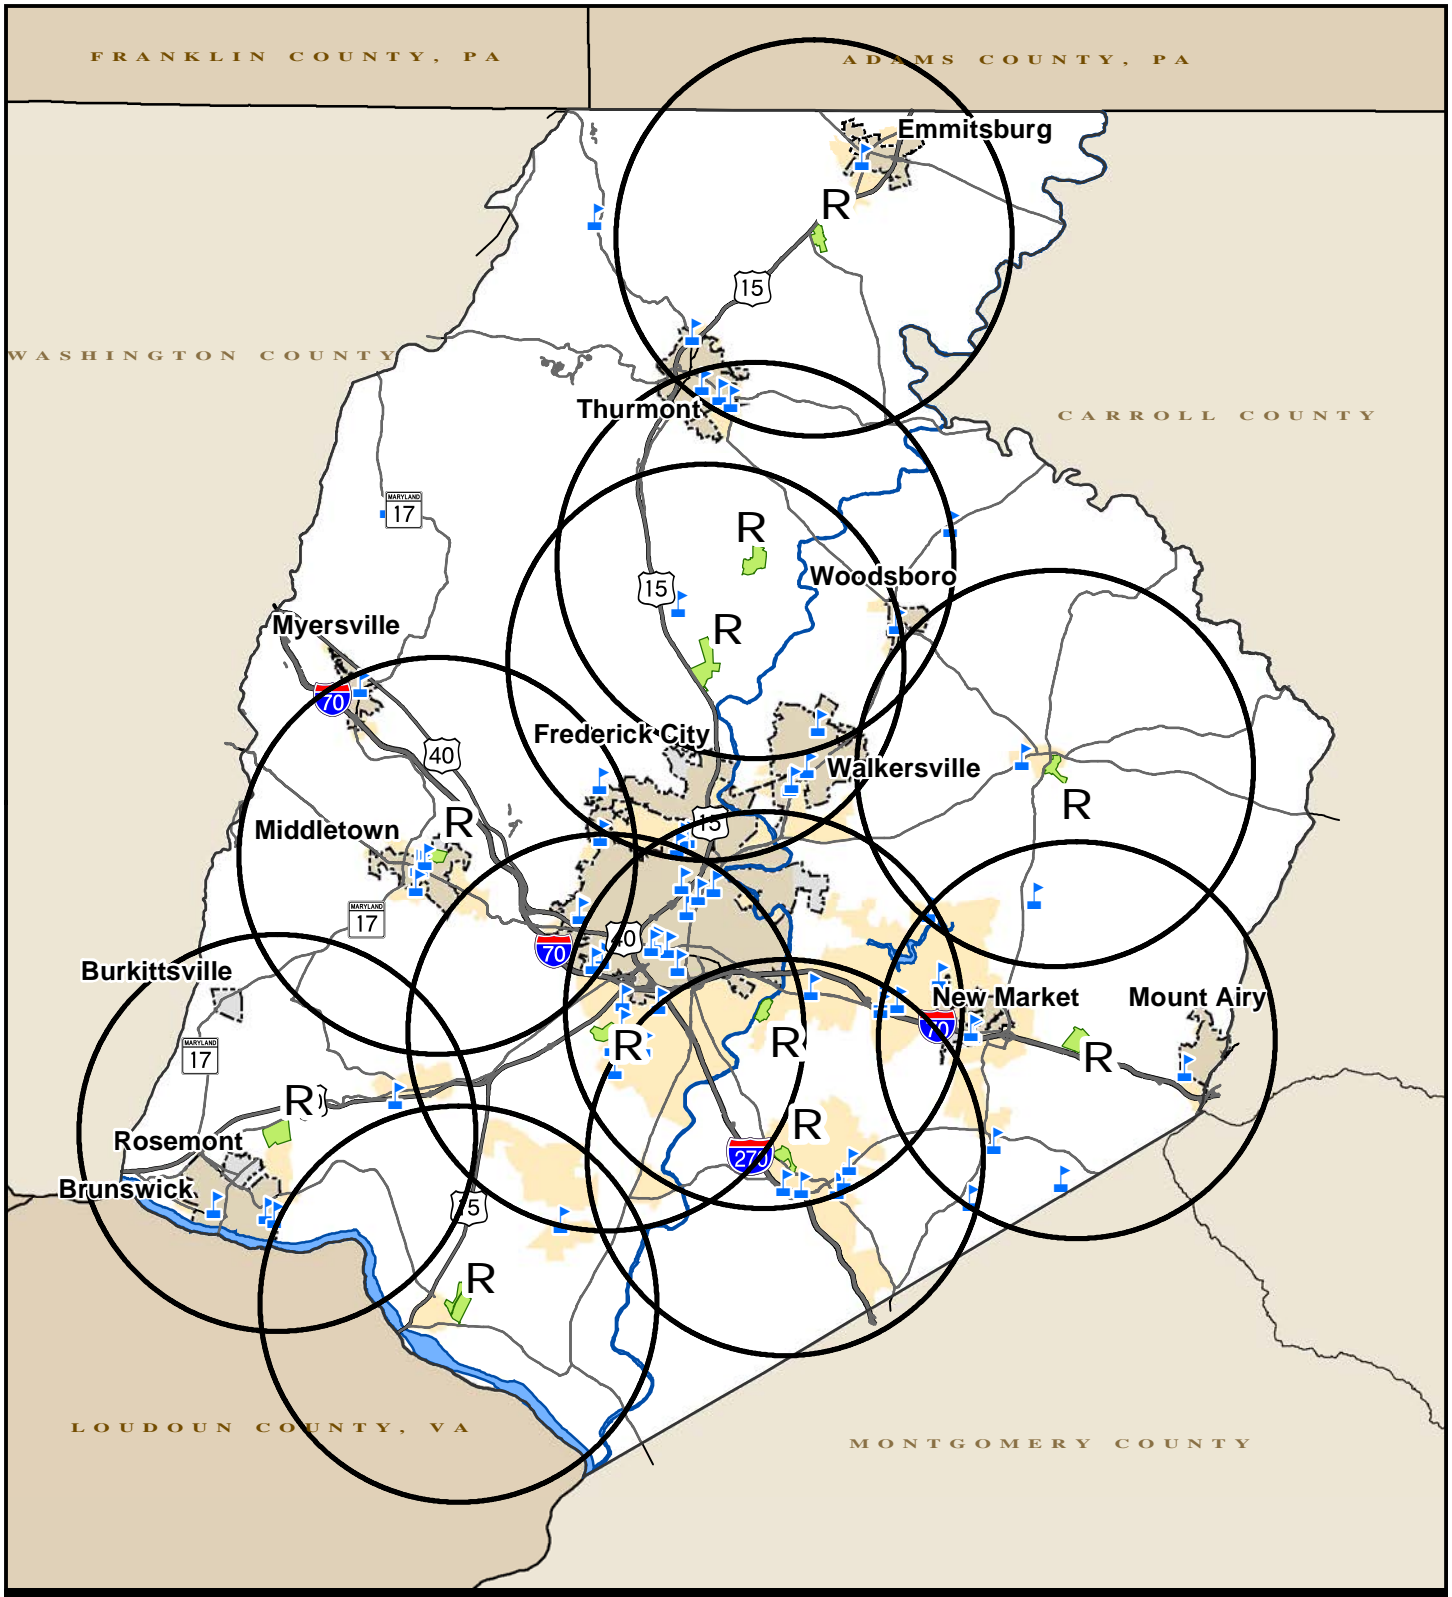 FRANKLIN COUNTY, PA
ADAMS COUNTY, PA
Emmitsburg
R
15
WASHINGTON COUNTY
Thurmont
CARROLL COUNTY
MARYLAND
17
R
15
Woodsboro
Myersville
R
70
Frederick City
40
Walkersville
R
R
15
Middletown
MARYLAND
17
40
70
Burkittsville
New Market
Mount Airy
70
MARYLAND
17
R
R
R
R
R
270
Rosemont
Brunswick
15
R
LOUDOUN COUNTY, VA
MONTGOMERY COUNTY